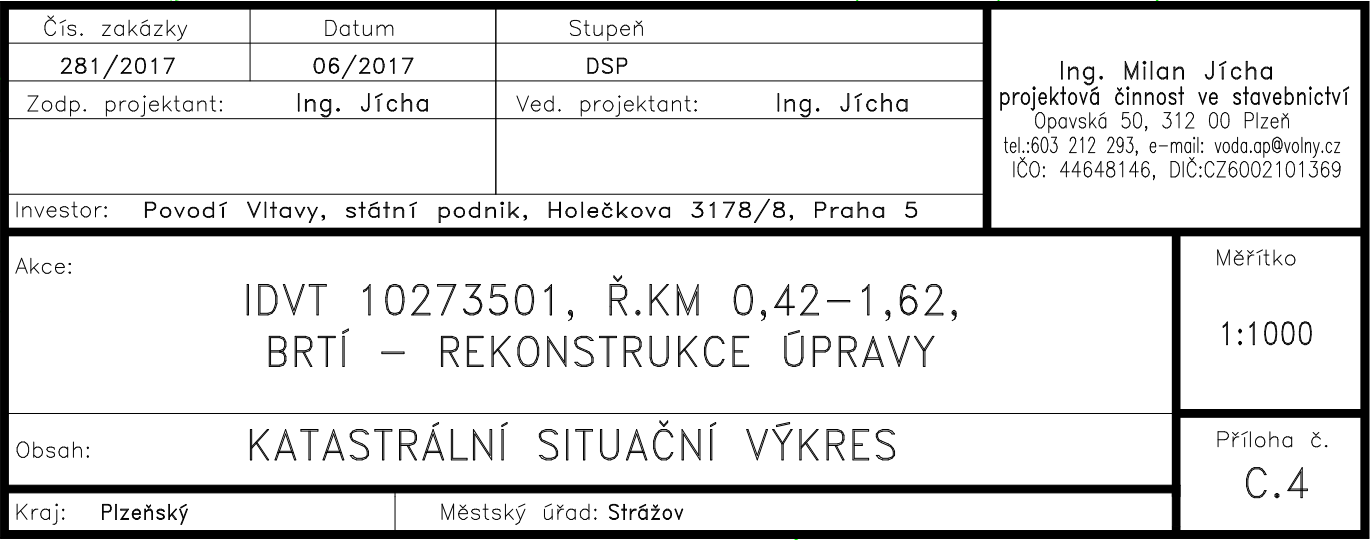 Čís. zakázky Datum Stupeň
281/2017 06/2017 DSP
Zodp. projektant: Ing. Jícha Ved. projektant: Ing. Jícha
Investor: Povodí Vltavy, státní podnik, Holečkova 3178/8, Praha 5
Ing. Milan Jícha
projektová činnost ve stavebnictví
Opavská 50, 312 00 Plzeň
tel.:603 212 293, e-mail: voda.ap@volny.cz
IČO: 44648146, DIČ:CZ6002101369
Akce:
IDVT 10273501, Ř.KM 0,42-1,62,
BRTÍ - REKONSTRUKCE ÚPRAVY
Měřítko
1:1000
Obsah: KATASTRÁLNÍ SITUAČNÍ VÝKRES
Příloha č.
C.4
Kraj: Plzeňský Městský úřad: Strážov